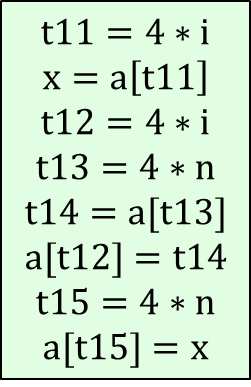 t11 = 4 ∗ i
x = a[t11]
t12 = 4 ∗ i
t13 = 4 ∗ n
t14 = a[t13]
a[t12] = t14
t15 = 4 ∗ n
a[t15] = x